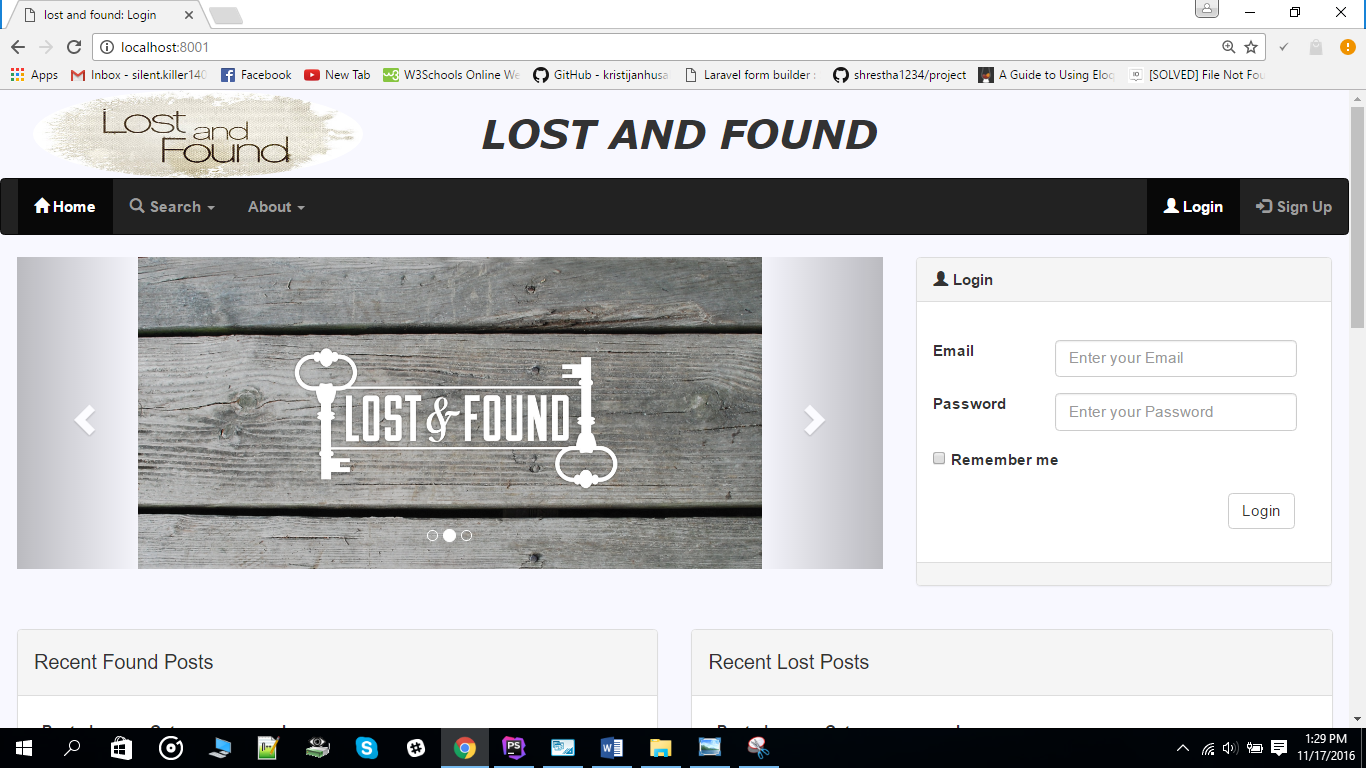 lost and found: Login
localhost:8001
Apps
Inbox - silent.killer140
Facebook
New Tab
W3Schools Online We
GitHub - kristijanhusa
Laravel form builder :
shrestha1234/project
A Guide to Using Eloq
[SOLVED] File Not Fou
Lost and Found
LOST AND FOUND
Home
Search
About
Login
Sign Up
LOST & FOUND
Login
Email
Enter your Email
Password
Enter your Password
Remember me
Login
Recent Found Posts
Recent Lost Posts
PS
1:29 PM
11/17/2016